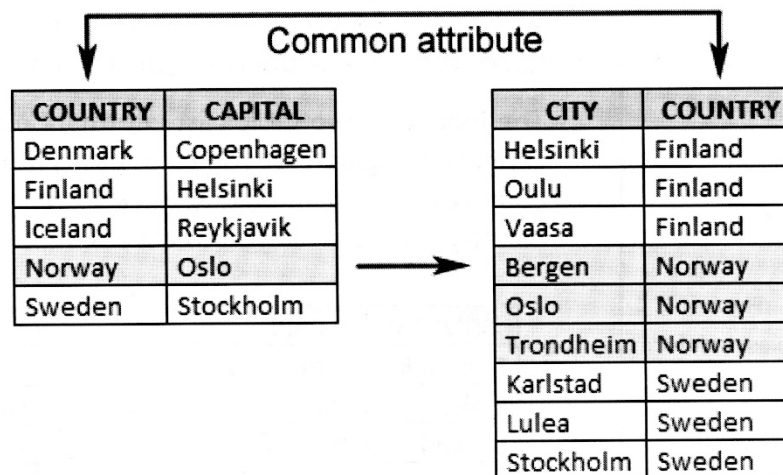 Common attribute
COUNTRY CAPITAL
Denmark Copenhagen
Finland Helsinki
Iceland Reykjavik
Norway Oslo
Sweden Stockholm
CITY COUNTRY
Helsinki Finland
Oulu Finland
Vaasa Finland
Bergen Norway
Oslo Norway
Trondheim Norway
Karlstad Sweden
Lulea Sweden
Stockholm Sweden